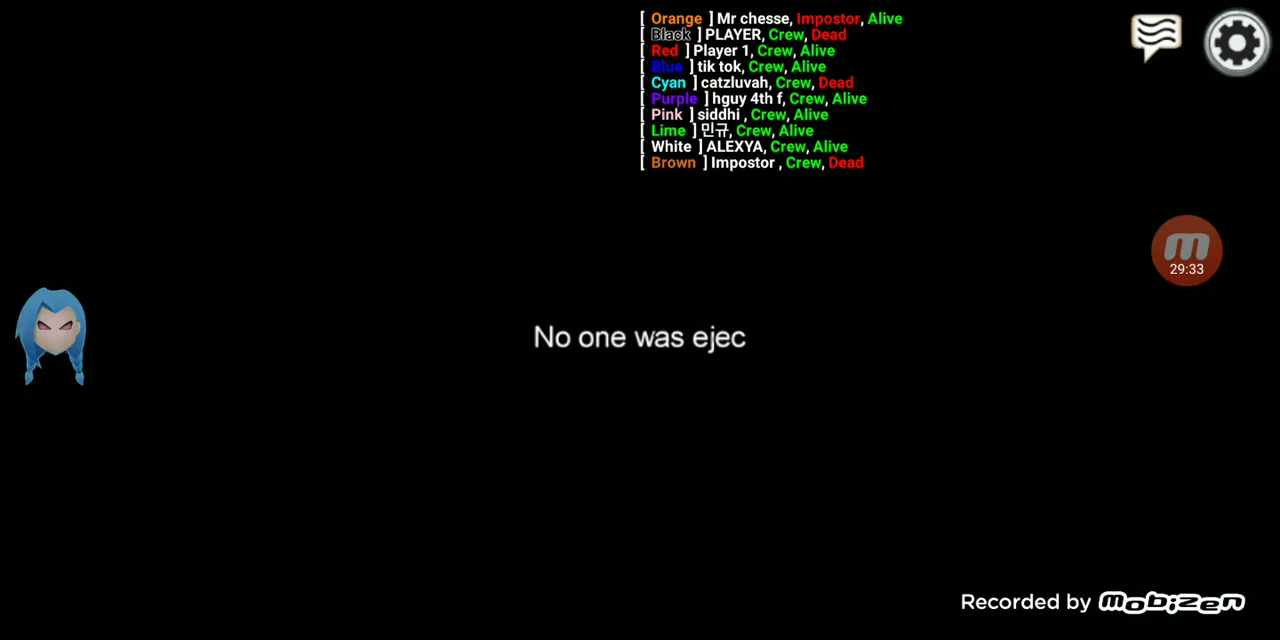 [ Orange ] Mr chesse, Impostor, Alive
[ Black ] PLAYER, Crew, Dead
[ Red ] Player 1, Crew, Alive
[ Blue ] tik tok, Crew, Alive
[ Cyan ] catzluvah, Crew, Dead
[ Purple ] hguy 4th f, Crew, Alive
[ Pink ] siddhi , Crew, Alive
[ Lime ] 민규, Crew, Alive
[ White ] ALEXYA, Crew, Alive
[ Brown ] Impostor , Crew, Dead
29:33
No one was ejec
Recorded by Mobizen